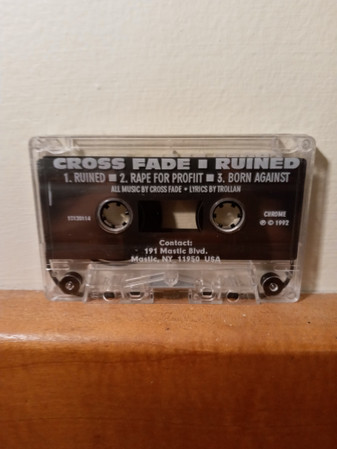 CROSS FADE ■ RUINED
1. RUINED ■ 2. RAPE FOR PROFIIT ■ 3. BORN AGAINST
ALL MUSIC BY CROSS FADE • LYRICS BY TROLLAN
CHROME
℗ © 1992
Contact:
191 Mastic Blvd.
Mastic, NY 11950 USA